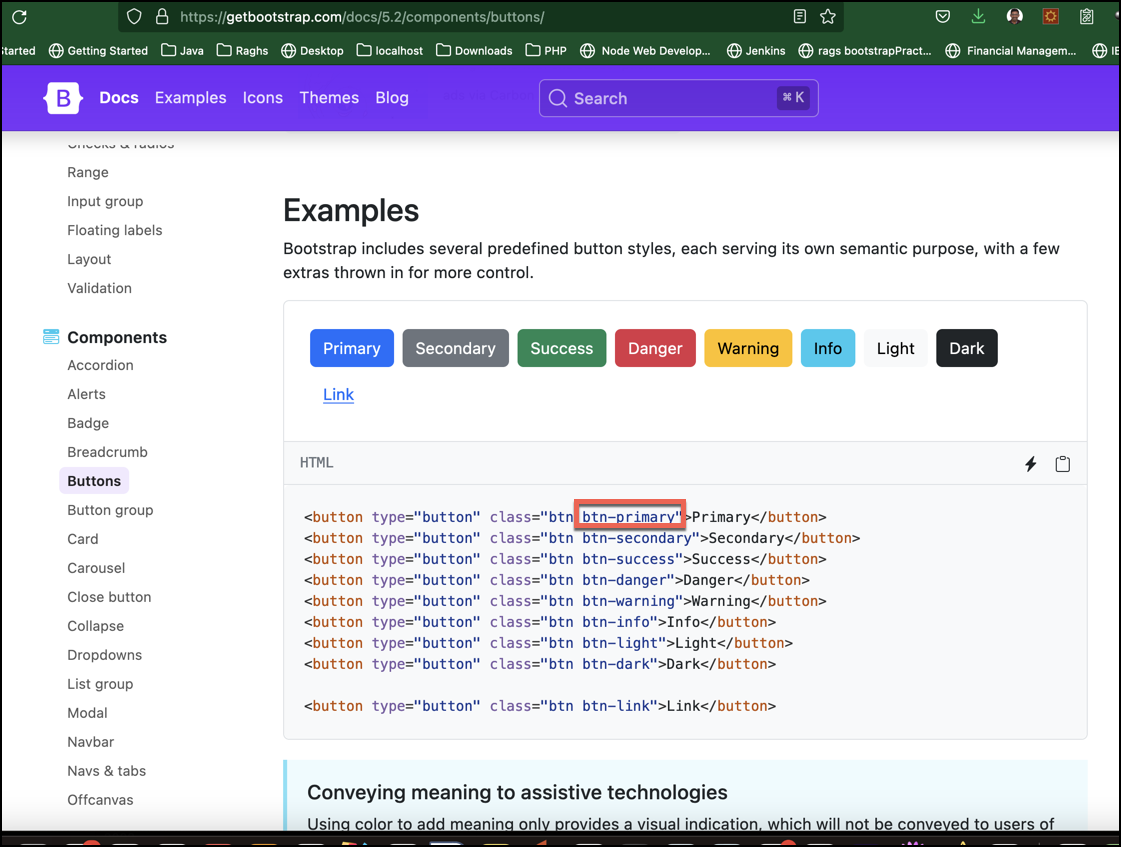 https://getbootstrap.com/docs/5.2/components/buttons/
Started Getting Started Java Raghs Desktop localhost Downloads PHP Node Web Develop... Jenkins rags bootstrapPract... Financial Managem...
B Docs Examples Icons Themes Blog Search ⌘ K
Checks & radios
Range
Input group
Floating labels
Layout
Validation
Components
Accordion
Alerts
Badge
Breadcrumb
Buttons
Button group
Card
Carousel
Close button
Collapse
Dropdowns
List group
Modal
Navbar
Navs & tabs
Offcanvas
Examples
Bootstrap includes several predefined button styles, each serving its own semantic purpose, with a few
extras thrown in for more control.
Primary Secondary Success Danger Warning Info Light Dark
Link
HTML
<button type="button" class="btn btn-primary">Primary</button>
<button type="button" class="btn btn-secondary">Secondary</button>
<button type="button" class="btn btn-success">Success</button>
<button type="button" class="btn btn-danger">Danger</button>
<button type="button" class="btn btn-warning">Warning</button>
<button type="button" class="btn btn-info">Info</button>
<button type="button" class="btn btn-light">Light</button>
<button type="button" class="btn btn-dark">Dark</button>
<button type="button" class="btn btn-link">Link</button>
Conveying meaning to assistive technologies
Using color to add meaning only provides a visual indication, which will not be conveyed to users of